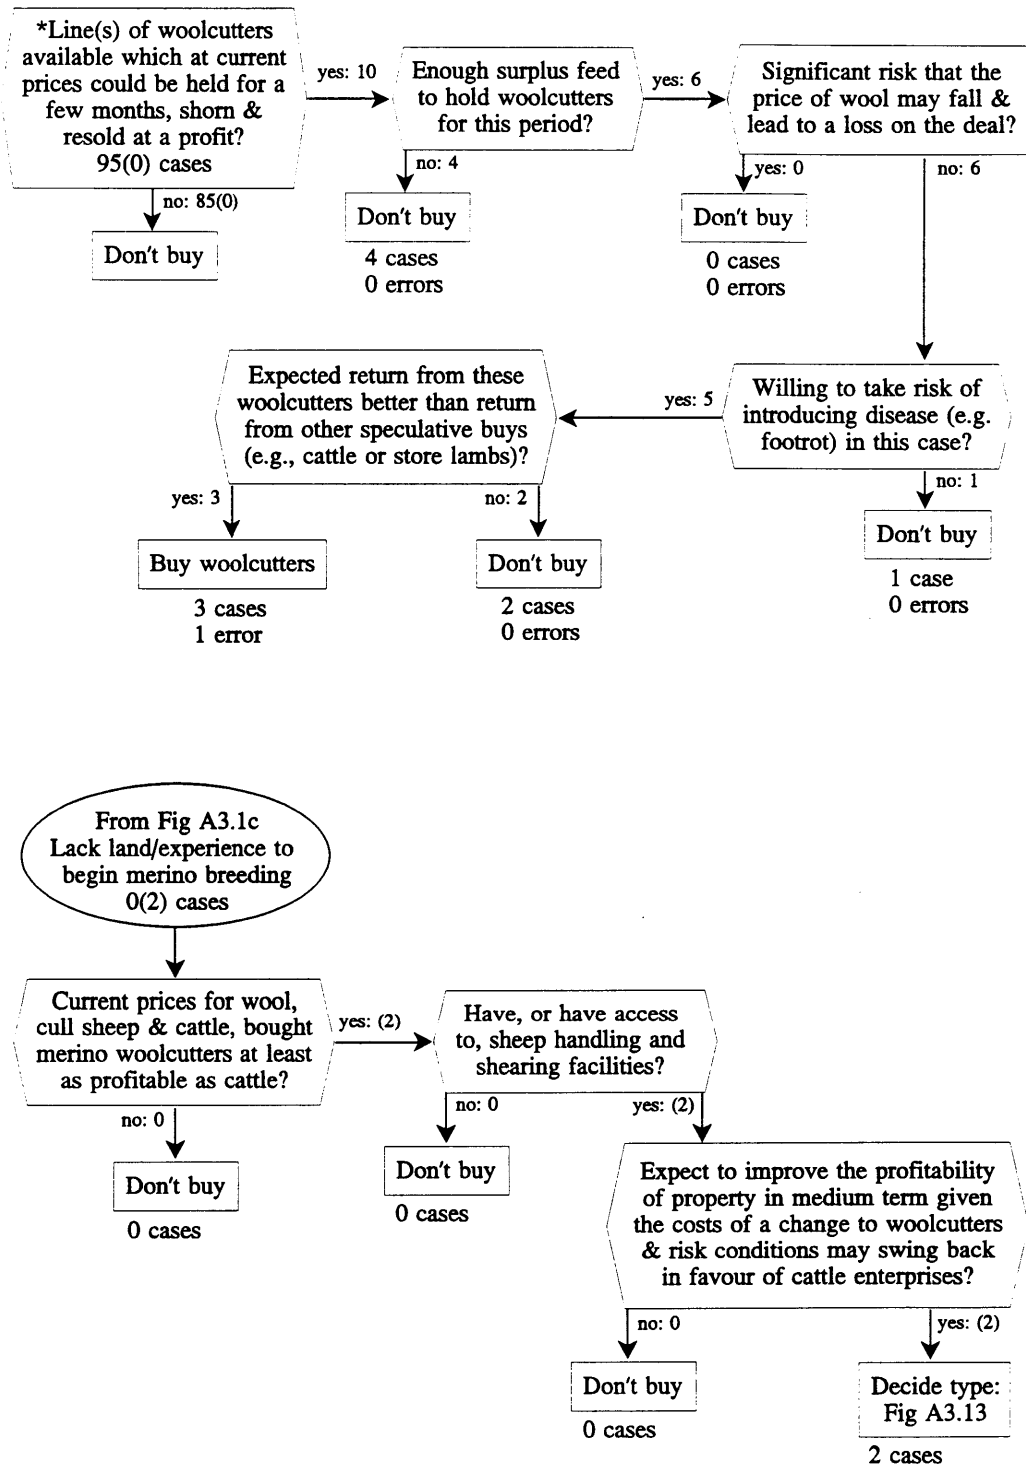 *Line(s) of woolcutters
available which at current
prices could be held for a
few months, shorn &
resold at a profit?
95(0) cases
yes: 10
Enough surplus feed
to hold woolcutters
for this period?
yes: 6
Significant risk that the
price of wool may fall &
lead to a loss on the deal?
no: 85(0)
Don't buy
no: 4
Don't buy
4 cases
0 errors
yes: 0
Don't buy
0 cases
0 errors
no: 6
Willing to take risk of
introducing disease (e.g.
footrot) in this case?
yes: 5
Expected return from these
woolcutters better than return
from other speculative buys
(e.g., cattle or store lambs)?
no: 1
Don't buy
1 case
0 errors
yes: 3
Buy woolcutters
3 cases
1 error
no: 2
Don't buy
2 cases
0 errors
From Fig A3.1c
Lack land/experience to
begin merino breeding
0(2) cases
Current prices for wool,
cull sheep & cattle, bought
merino woolcutters at least
as profitable as cattle?
yes: (2)
Have, or have access
to, sheep handling and
shearing facilities?
no: 0
Don't buy
0 cases
no: 0
Don't buy
0 cases
yes: (2)
Expect to improve the profitability
of property in medium term given
the costs of a change to woolcutters
& risk conditions may swing back
in favour of cattle enterprises?
no: 0
Don't buy
0 cases
yes: (2)
Decide type:
Fig A3.13
2 cases